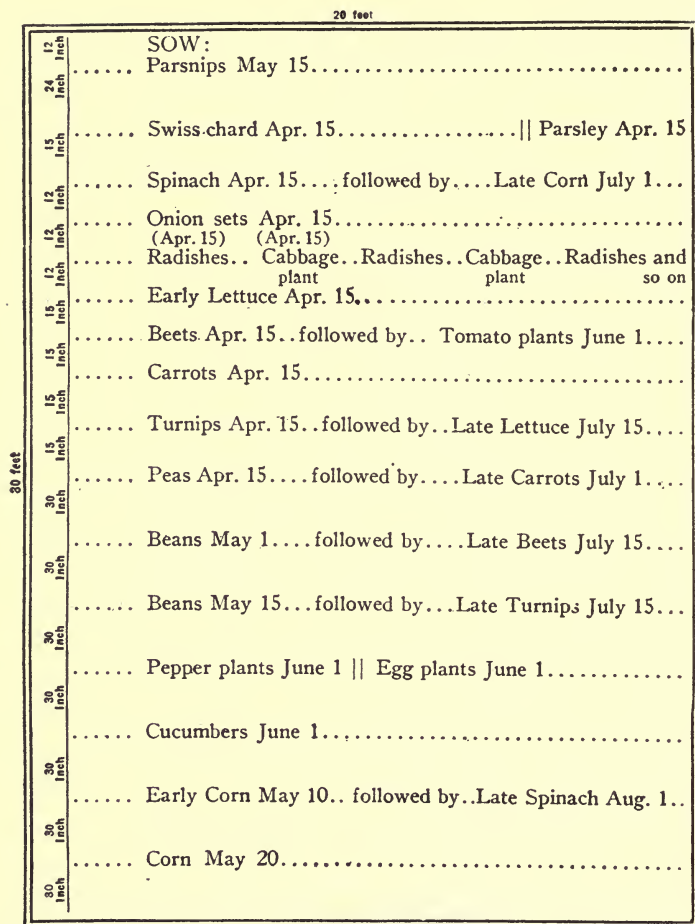 20 feet
12 Inch
SOW:
...... Parsnips May 15..................................
24 Inch
...... Swiss chard Apr. 15..................|| Parsley Apr. 15
15 Inch
...... Spinach Apr. 15....followed by....Late Corn July 1...
12 Inch
...... Onion sets Apr. 15..................................
12 Inch
(Apr. 15) (Apr. 15)
...... Radishes.. Cabbage..Radishes..Cabbage..Radishes and
plant plant so on
12 Inch
...... Early Lettuce Apr. 15..................................
15 Inch
...... Beets Apr. 15..followed by.. Tomato plants June 1....
15 Inch
...... Carrots Apr. 15..................................
15 Inch
...... Turnips Apr. 15..followed by..Late Lettuce July 15....
15 Inch
30 feet
...... Peas Apr. 15....followed by....Late Carrots July 1....
30 Inch
...... Beans May 1....followed by....Late Beets July 15....
30 Inch
...... Beans May 15...followed by...Late Turnips July 15...
30 Inch
...... Pepper plants June 1 || Egg plants June 1.............
30 Inch
...... Cucumbers June 1..................................
30 Inch
...... Early Corn May 10.. followed by..Late Spinach Aug. 1..
30 Inch
...... Corn May 20......................................
30 Inch